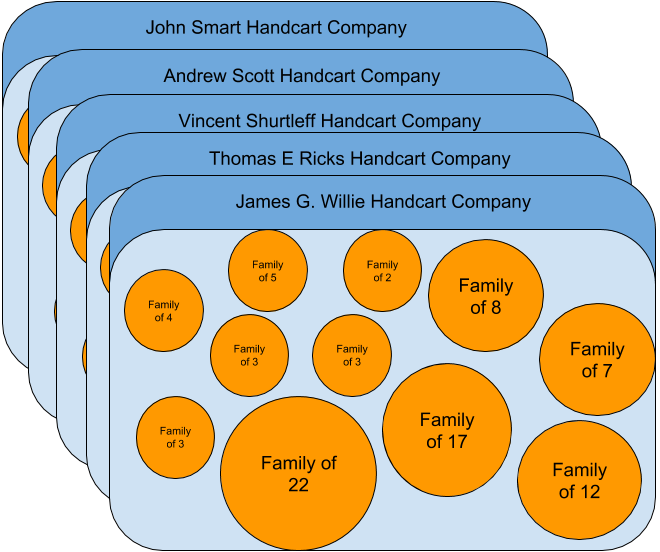 John Smart Handcart Company
Andrew Scott Handcart Company
Vincent Shurtleff Handcart Company
Thomas E Ricks Handcart Company
James G. Willie Handcart Company
Family
of 5
Family
of 2
Family
of 8
Family
of 4
Family
of 3
Family
of 3
Family
of 7
Family
of 3
Family of
22
Family
of 17
Family
of 12